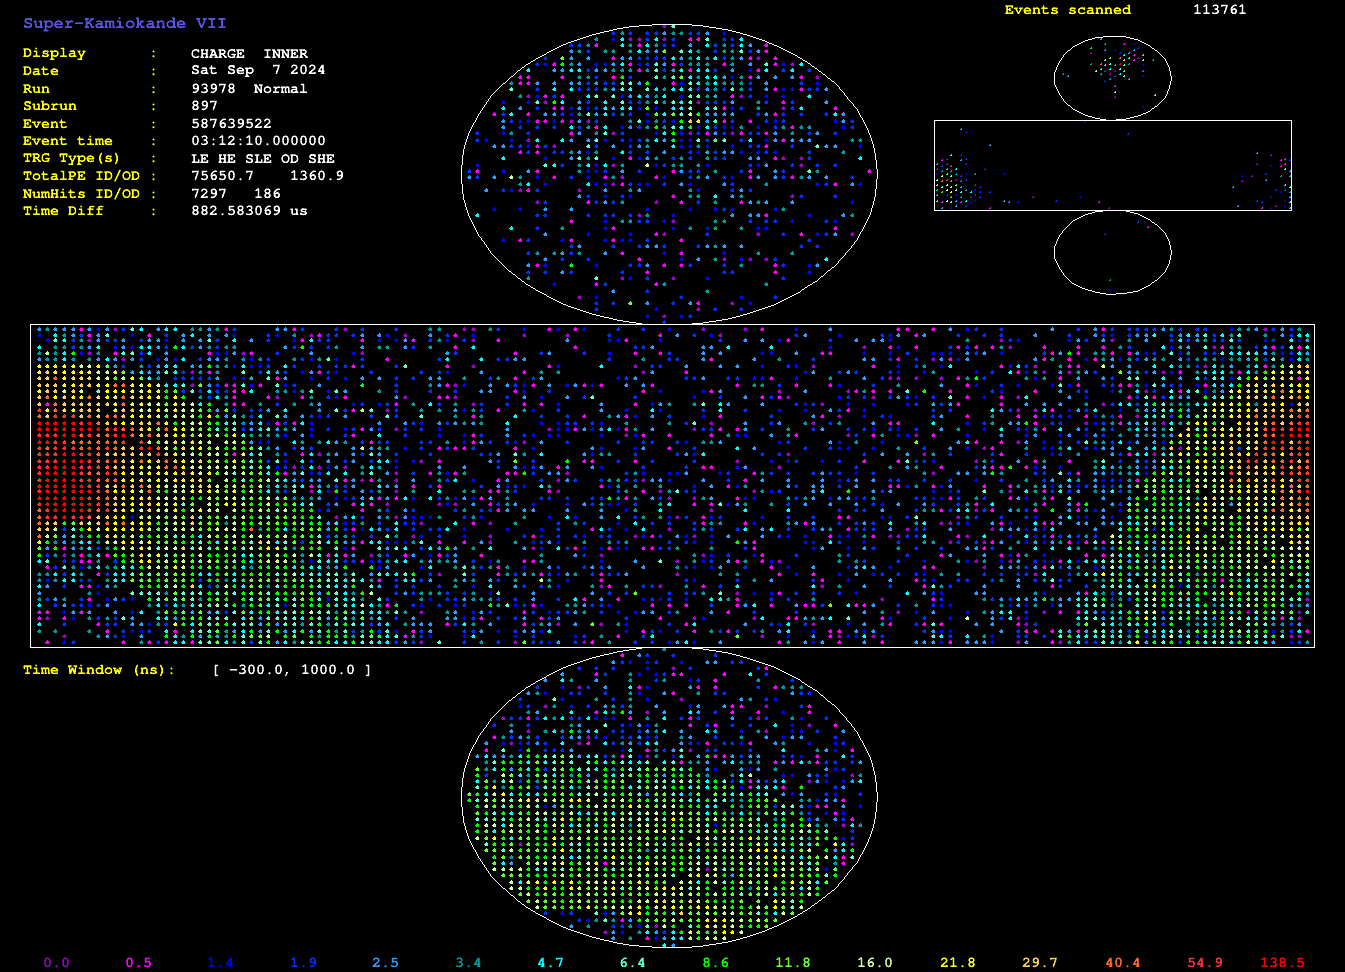 Super-Kamiokande VII
Events scanned 113761
Display : CHARGE INNER
Date : Sat Sep 7 2024
Run : 93978 Normal
Subrun : 897
Event : 587639522
Event time : 03:12:10.000000
TRG Type(s) : LE HE SLE OD SHE
TotalPE ID/OD : 75650.7 1360.9
NumHits ID/OD : 7297 186
Time Diff : 882.583069 us
Time Window (ns): [ -300.0, 1000.0 ]
0.0 0.5 1.4 1.9 2.5 3.4 4.7 6.4 8.6 11.8 16.0 21.8 29.7 40.4 54.9 138.5